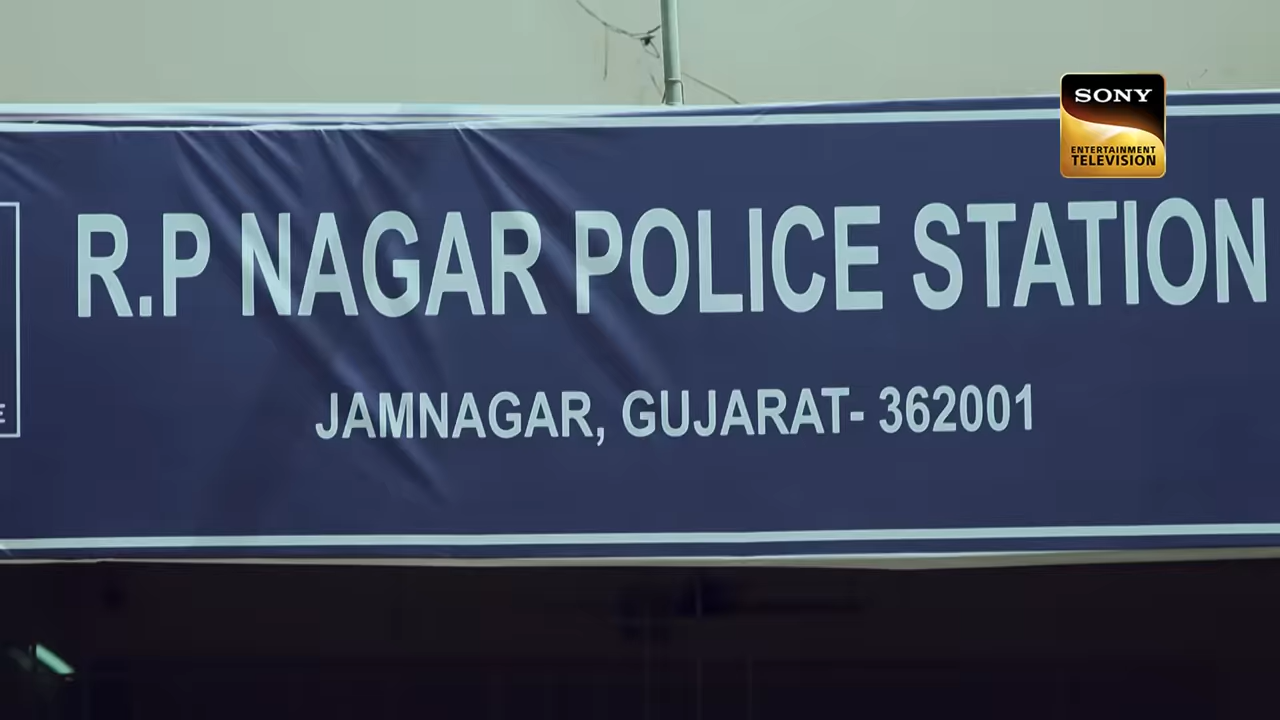 SONY
ENTERTAINMENT
TELEVISION
R.P NAGAR POLICE STATION
JAMNAGAR, GUJARAT- 362001